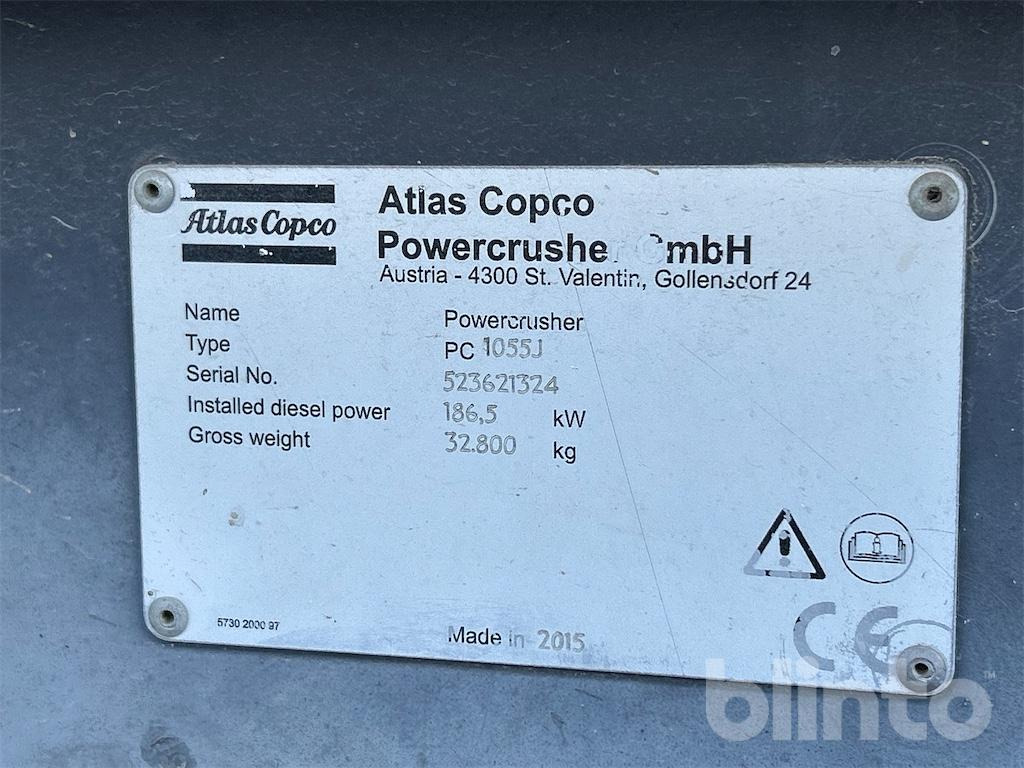 Atlas Copco
Atlas Copco
Powercrusher GmbH
Austria - 4300 St. Valentin, Gollensdorf 24
Name Powercrusher
Type PC 1055J
Serial No. 523621324
Installed diesel power 186,5 kW
Gross weight 32.800 kg
5730 2000 97
Made in 2015
CE
blinto™